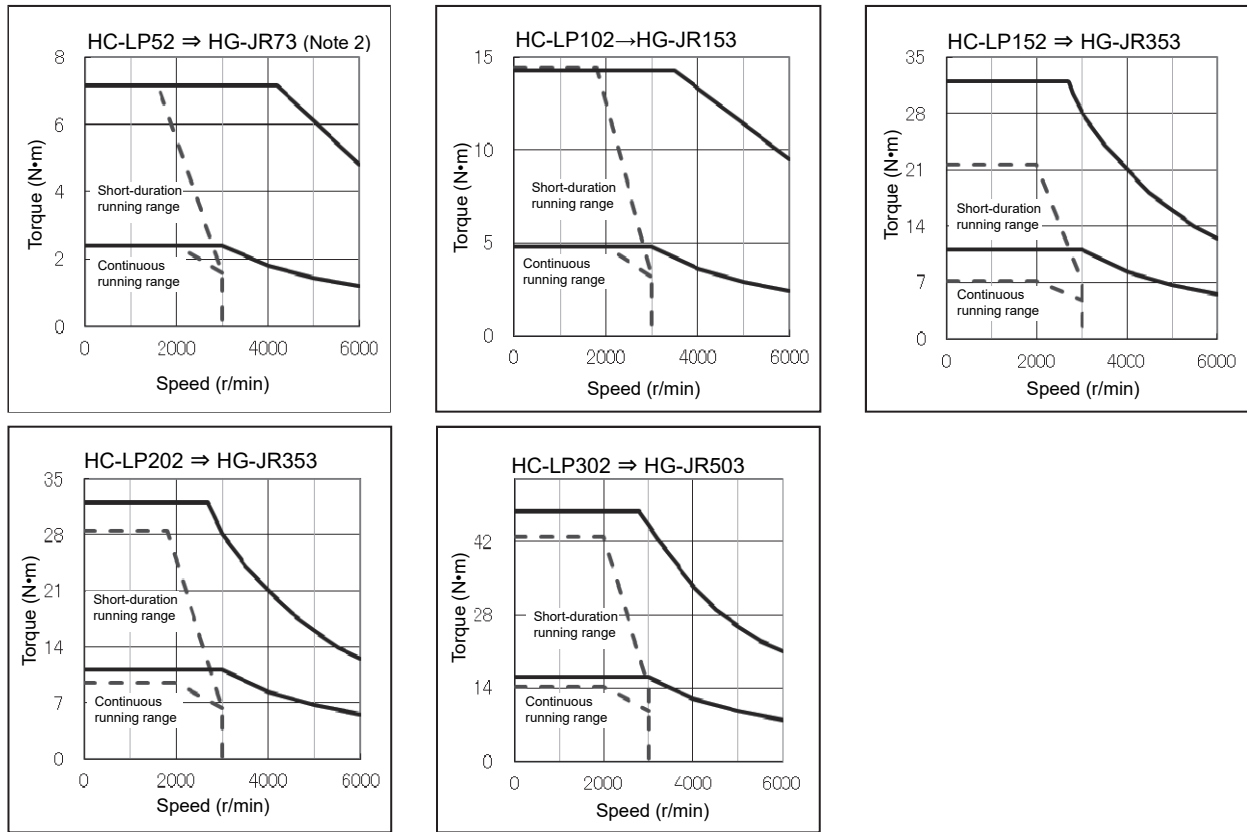 HC-LP52 ⇒ HG-JR73 (Note 2)
8
6
4
2
0
Torque (N•m)
Short-duration
running range
Continuous
running range
0 2000 4000 6000
Speed (r/min)
HC-LP102→HG-JR153
15
10
5
0
Torque (N•m)
Short-duration
running range
Continuous
running range
0 2000 4000 6000
Speed (r/min)
HC-LP152 ⇒ HG-JR353
35
28
21
14
7
0
Torque (N•m)
Short-duration
running range
Continuous
running range
0 2000 4000 6000
Speed (r/min)
HC-LP202 ⇒ HG-JR353
35
28
21
14
7
0
Torque (N•m)
Short-duration
running range
Continuous
running range
0 2000 4000 6000
Speed (r/min)
HC-LP302 ⇒ HG-JR503
42
28
14
0
Torque (N•m)
Short-duration
running range
Continuous
running range
0 2000 4000 6000
Speed (r/min)